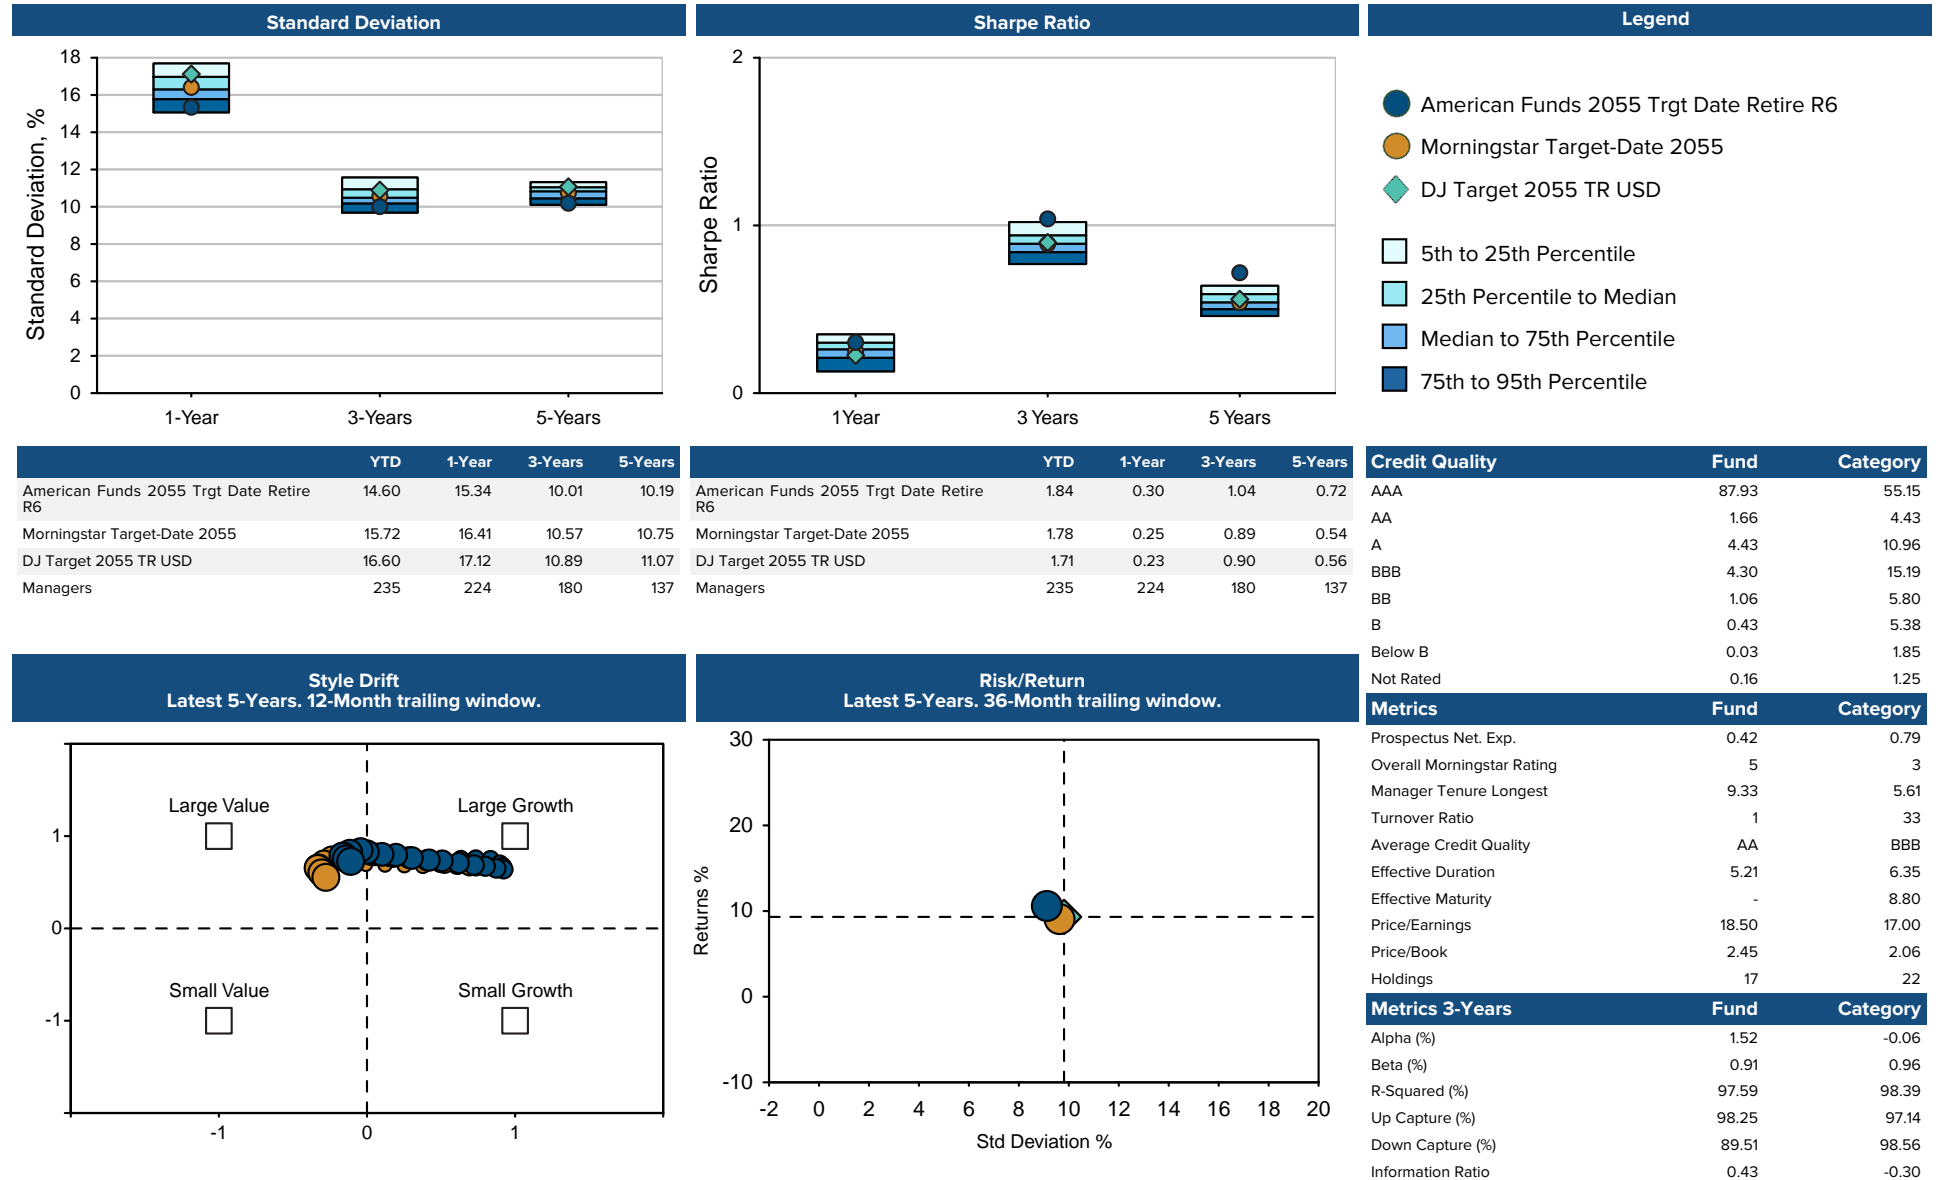 Standard Deviation
Sharpe Ratio
Legend
18
16
14
12
10
8
6
4
2
0
Standard Deviation, %
1-Year
3-Years
5-Years
2
1
0
Sharpe Ratio
1Year
3 Years
5 Years
American Funds 2055 Trgt Date Retire R6
Morningstar Target-Date 2055
DJ Target 2055 TR USD
5th to 25th Percentile
25th Percentile to Median
Median to 75th Percentile
75th to 95th Percentile
YTD 1-Year 3-Years 5-Years
American Funds 2055 Trgt Date Retire 14.60 15.34 10.01 10.19
R6
Morningstar Target-Date 2055 15.72 16.41 10.57 10.75
DJ Target 2055 TR USD 16.60 17.12 10.89 11.07
Managers 235 224 180 137
YTD 1-Year 3-Years 5-Years
American Funds 2055 Trgt Date Retire 1.84 0.30 1.04 0.72
R6
Morningstar Target-Date 2055 1.78 0.25 0.89 0.54
DJ Target 2055 TR USD 1.71 0.23 0.90 0.56
Managers 235 224 180 137
Credit Quality Fund Category
AAA 87.93 55.15
AA 1.66 4.43
A 4.43 10.96
BBB 4.30 15.19
BB 1.06 5.80
B 0.43 5.38
Below B 0.03 1.85
Not Rated 0.16 1.25
Metrics Fund Category
Prospectus Net. Exp. 0.42 0.79
Overall Morningstar Rating 5 3
Manager Tenure Longest 9.33 5.61
Turnover Ratio 1 33
Average Credit Quality AA BBB
Effective Duration 5.21 6.35
Effective Maturity - 8.80
Price/Earnings 18.50 17.00
Price/Book 2.45 2.06
Holdings 17 22
Metrics 3-Years Fund Category
Alpha (%) 1.52 -0.06
Beta (%) 0.91 0.96
R-Squared (%) 97.59 98.39
Up Capture (%) 98.25 97.14
Down Capture (%) 89.51 98.56
Information Ratio 0.43 -0.30
Style Drift
Latest 5-Years. 12-Month trailing window.
Large Value
Large Growth
Small Value
Small Growth
1
0
-1
-1 0 1
Risk/Return
Latest 5-Years. 36-Month trailing window.
30
20
10
0
-10
Returns %
-2 0 2 4 6 8 10 12 14 16 18 20
Std Deviation %